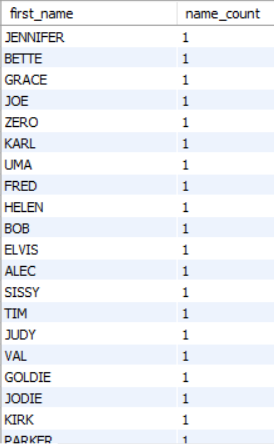 first_name name_count
JENNIFER 1
BETTE 1
GRACE 1
JOE 1
ZERO 1
KARL 1
UMA 1
FRED 1
HELEN 1
BOB 1
ELVIS 1
ALEC 1
SISSY 1
TIM 1
JUDY 1
VAL 1
GOLDIE 1
JODIE 1
KIRK 1
PARKER 1